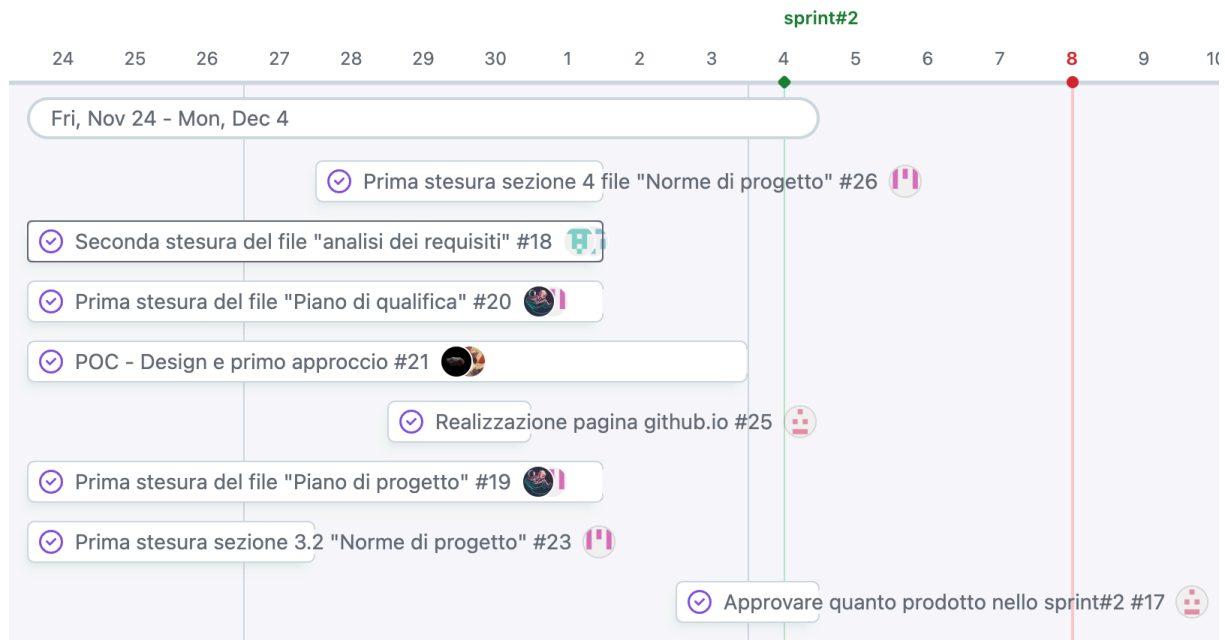 sprint#2
24 25 26 27 28 29 30 1 2 3 4 5 6 7 8 9 10
Fri, Nov 24 - Mon, Dec 4
Prima stesura sezione 4 file "Norme di progetto" #26
Seconda stesura del file "analisi dei requisiti" #18
Prima stesura del file "Piano di qualifica" #20
POC - Design e primo approccio #21
Realizzazione pagina github.io #25
Prima stesura del file "Piano di progetto" #19
Prima stesura sezione 3.2 "Norme di progetto" #23
Approvare quanto prodotto nello sprint#2 #17